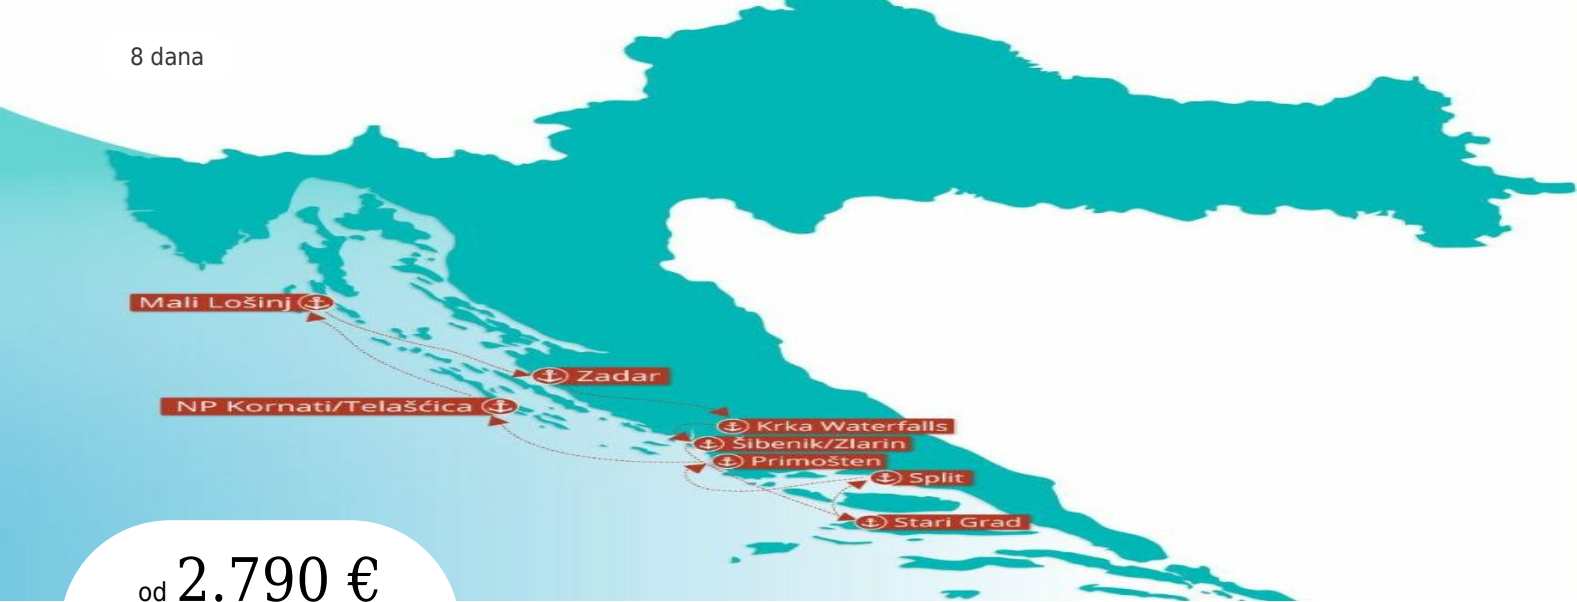 8 dana
Mali Lošinj
Zadar
NP Kornati/Telašćica
Krka Waterfalls
Šibenik/Zlarin
Primošten
Split
Stari Grad
od 2.790 €